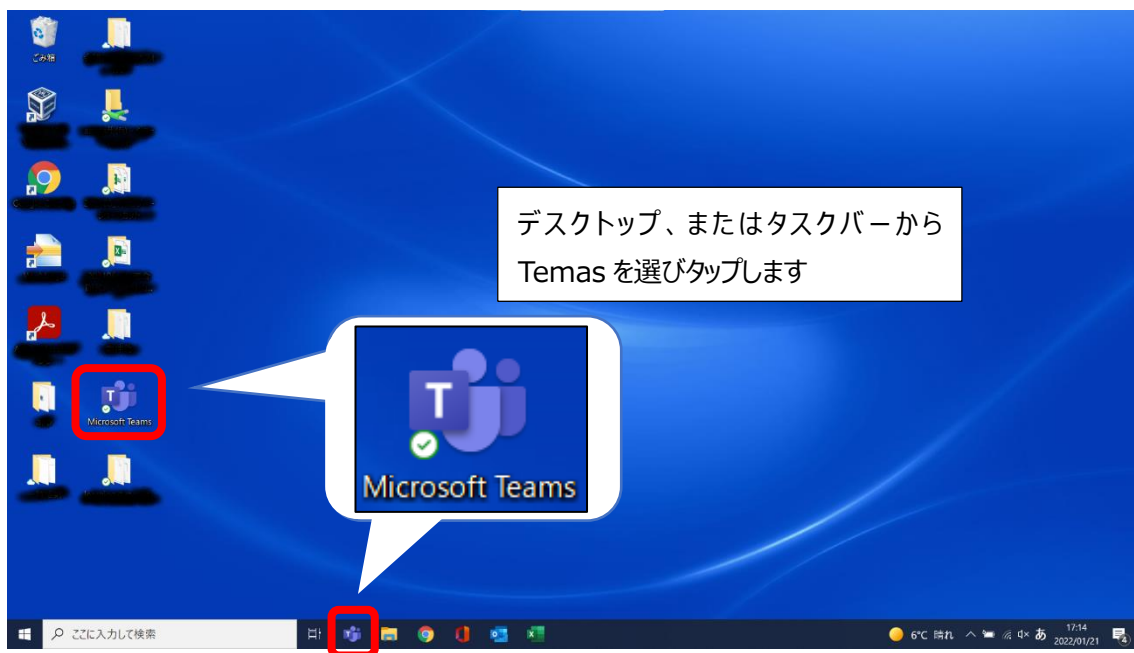 ごみ箱
デスクトップ、またはタスクバーから
Temas を選びタップします
Microsoft Teams
Microsoft Teams
ここに入力して検索
6°C 晴れ
あ
17:14
2022/01/21
4